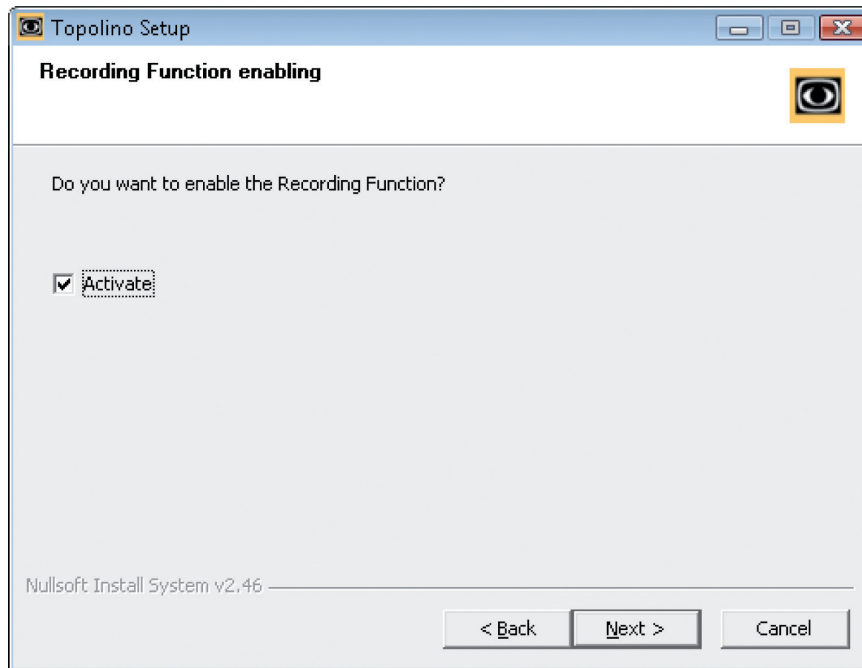 Topolino Setup
Recording Function enabling
Do you want to enable the Recording Function?
Activate
Nullsoft Install System v2.46
< Back Next > Cancel